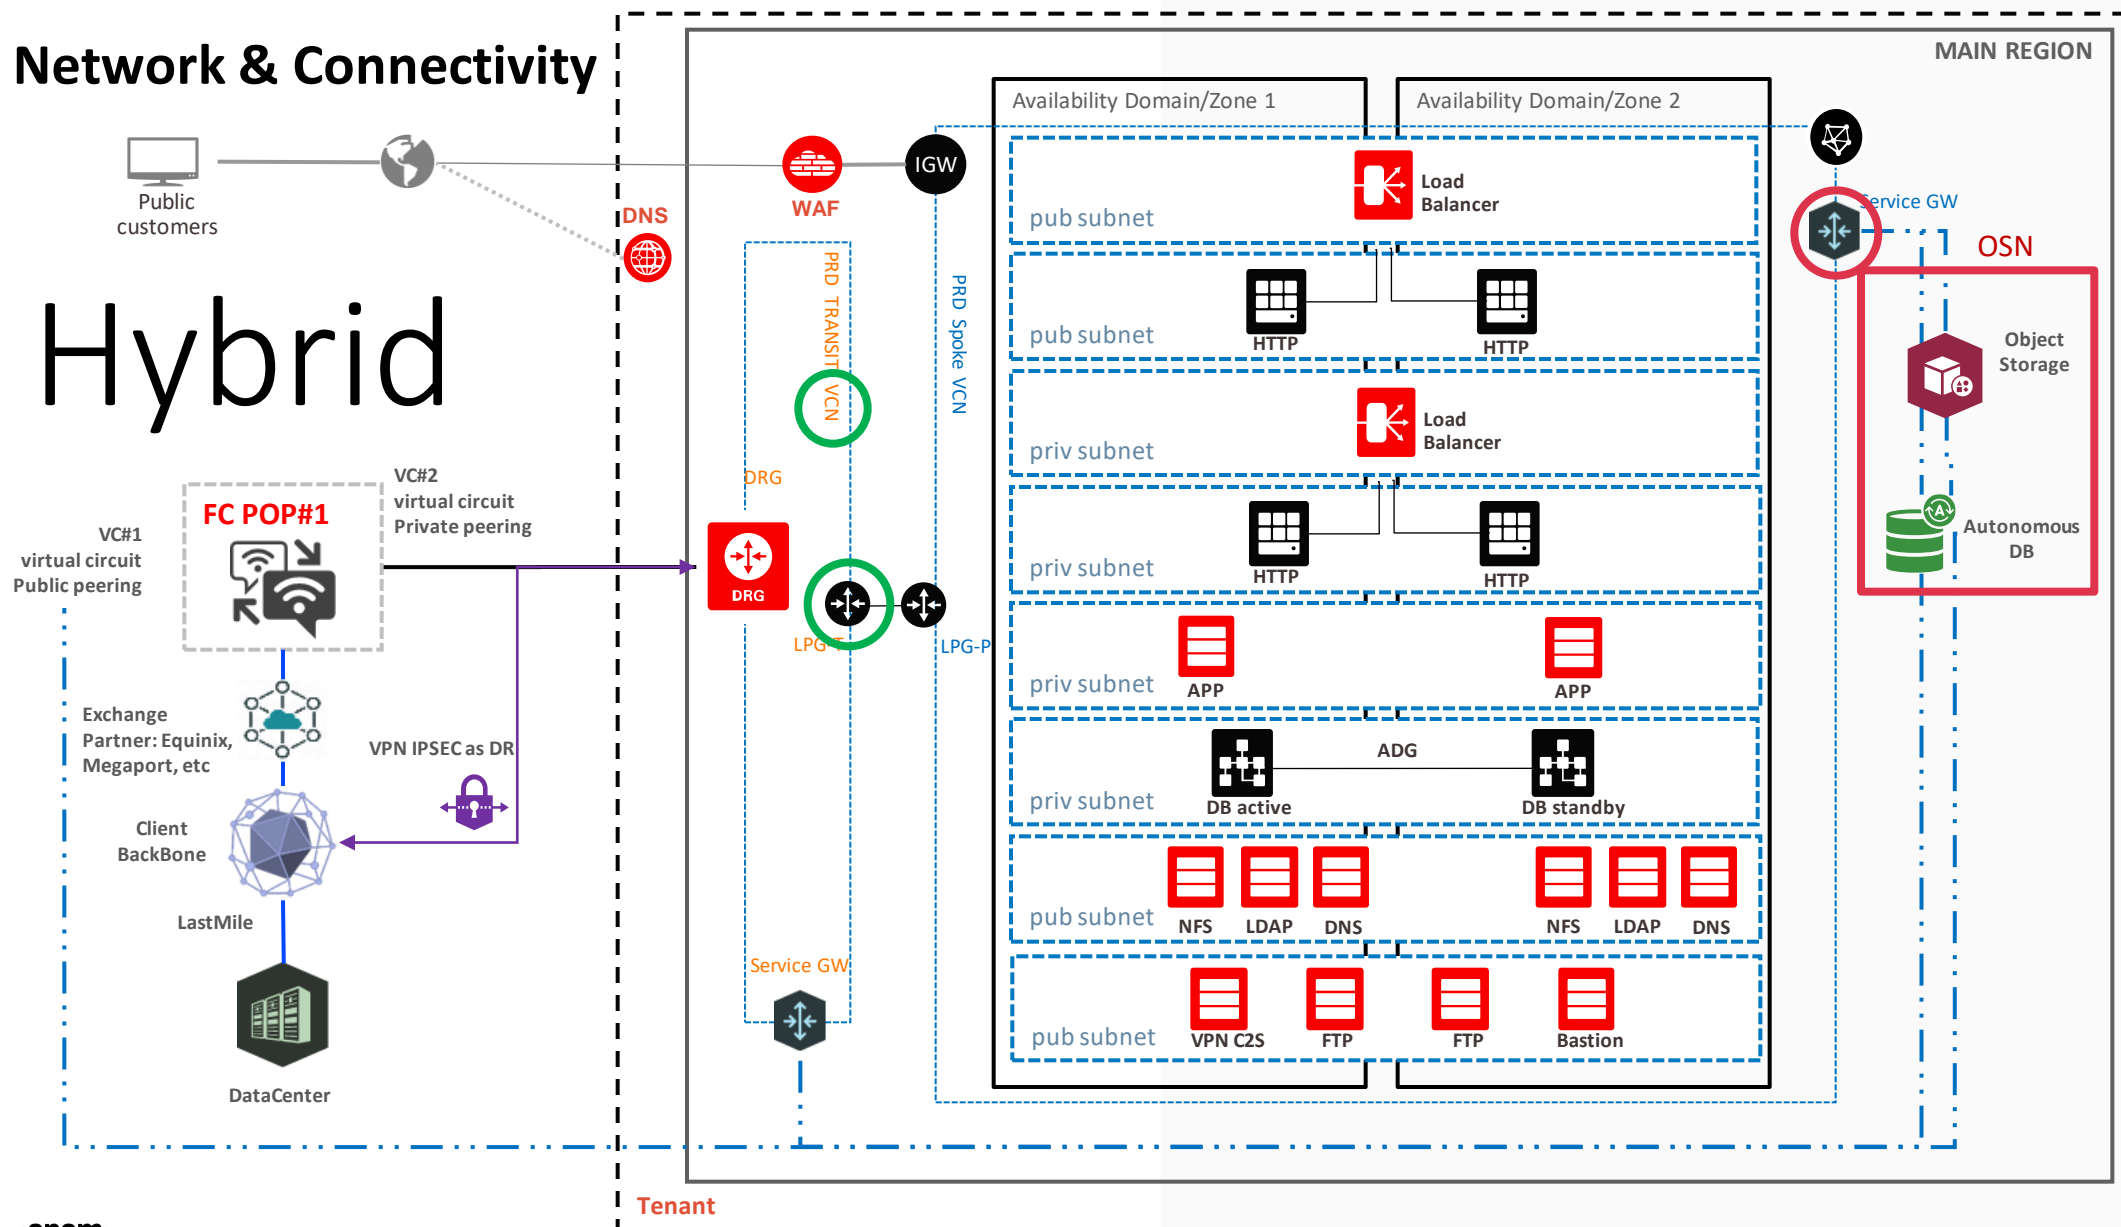 Network & Connectivity
MAIN REGION
Availability Domain/Zone 1
Availability Domain/Zone 2
Public
customers
DNS
WAF
IGW
pub subnet
Load
Balancer
Service GW
OSN
Hybrid
PRD TRANSIT VCN
PRD Spoke VCN
pub subnet
HTTP
HTTP
Object
Storage
priv subnet
Load
Balancer
DRG
VC#2
virtual circuit
Private peering
FC POP#1
VC#1
virtual circuit
Public peering
DRG
priv subnet
HTTP
HTTP
Autonomous
DB
LPG-T
LPG-P
priv subnet
APP
APP
Exchange
Partner: Equinix,
Megaport, etc
VPN IPSEC as DR
priv subnet
ADG
DB active
DB standby
Client
BackBone
LastMile
pub subnet
NFS
LDAP
DNS
NFS
LDAP
DNS
Service GW
pub subnet
VPN C2S
FTP
FTP
Bastion
DataCenter
Tenant